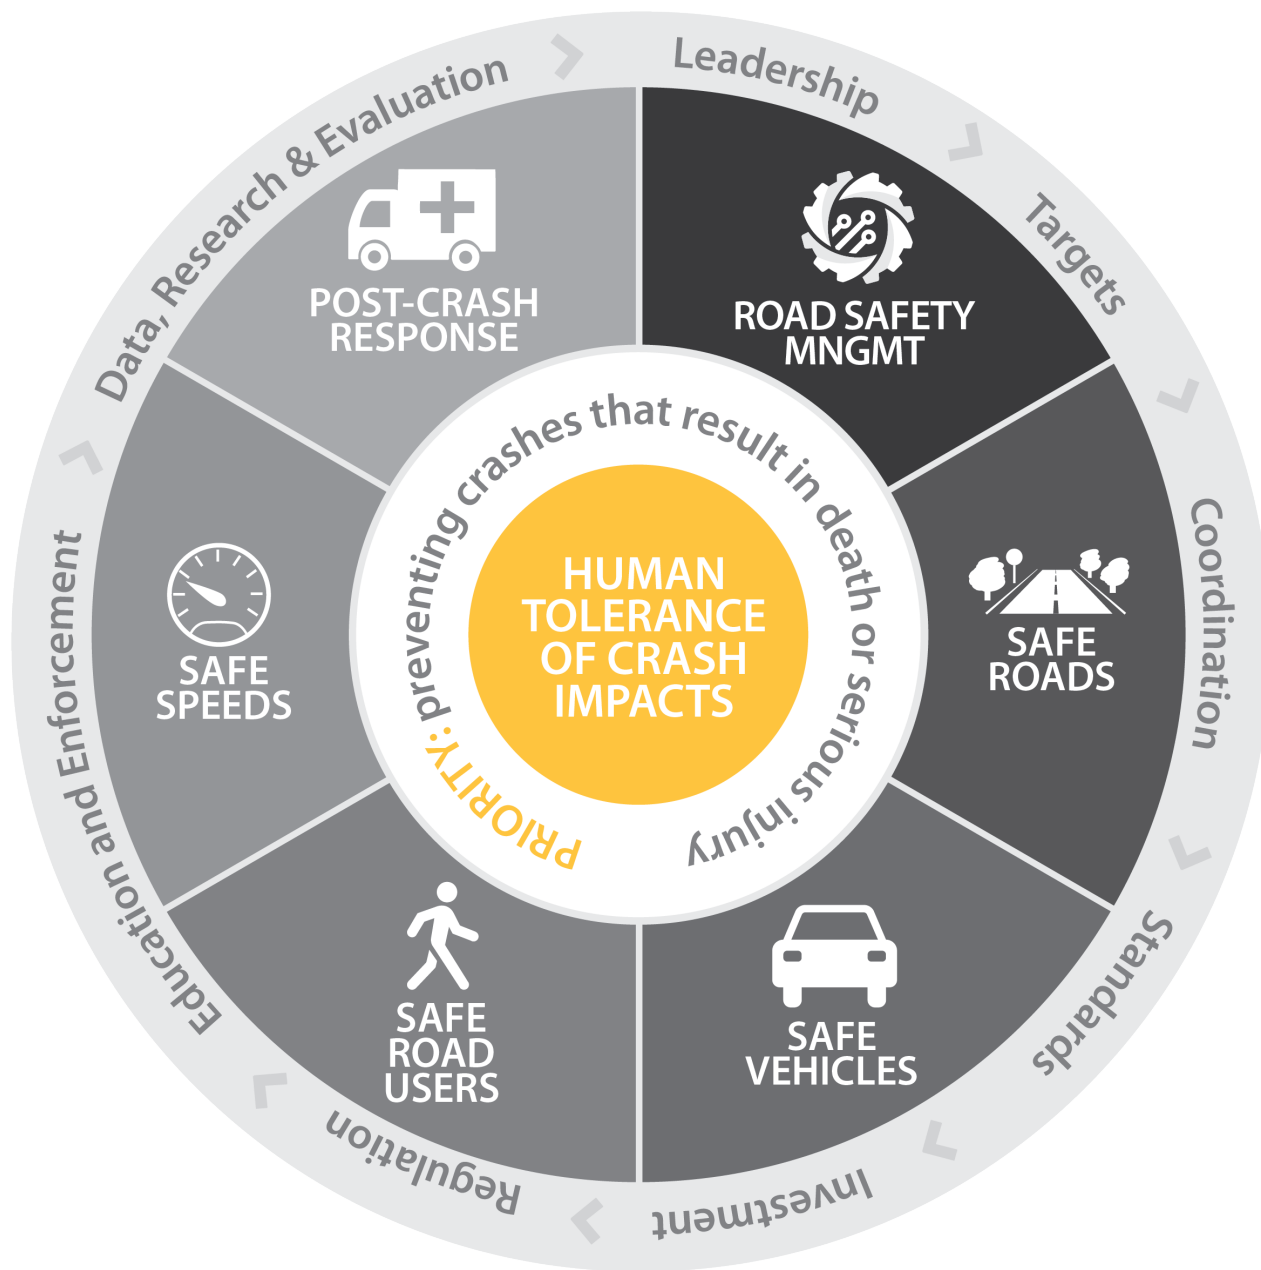 Leadership
Targets
Coordination
Standards
Investment
Regulation
Education and Enforcement
Data, Research & Evaluation
ROAD SAFETY
MNGMT
SAFE
ROADS
SAFE
VEHICLES
SAFE
ROAD
USERS
SAFE
SPEEDS
POST-CRASH
RESPONSE
PRIORITY: preventing crashes that result in death or serious injury
HUMAN
TOLERANCE
OF CRASH
IMPACTS